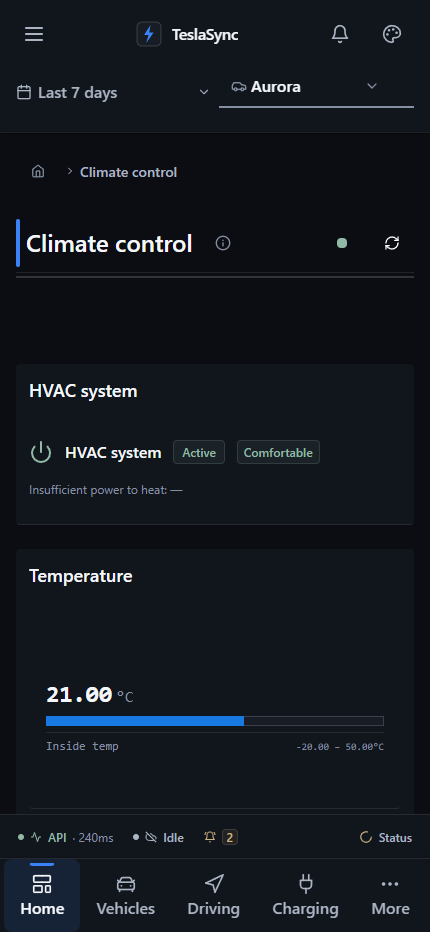 TeslaSync
Last 7 days
Aurora
Climate control
Climate control
HVAC system
HVAC system
Active
Comfortable
Insufficient power to heat: —
Temperature
21.00 °C
Inside temp
-20.00 – 50.00°C
API · 240ms
Idle
2
Status
Home
Vehicles
Driving
Charging
More